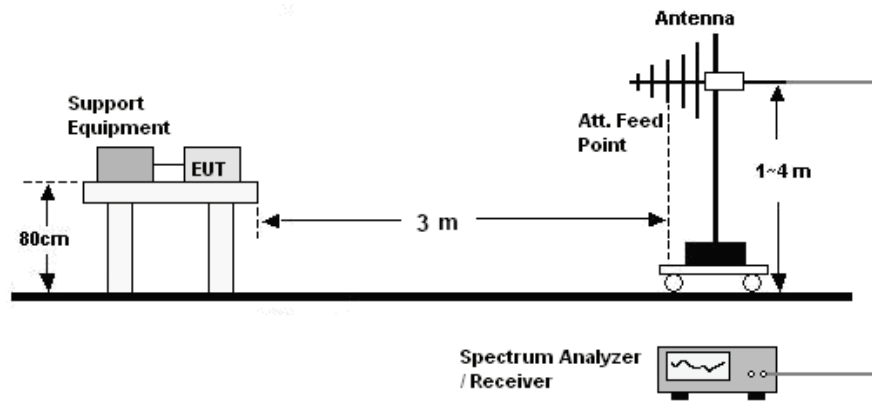 Antenna
Support
Equipment
EUT
Att. Feed
Point
1~4 m
3 m
80cm
Spectrum Analyzer
/ Receiver